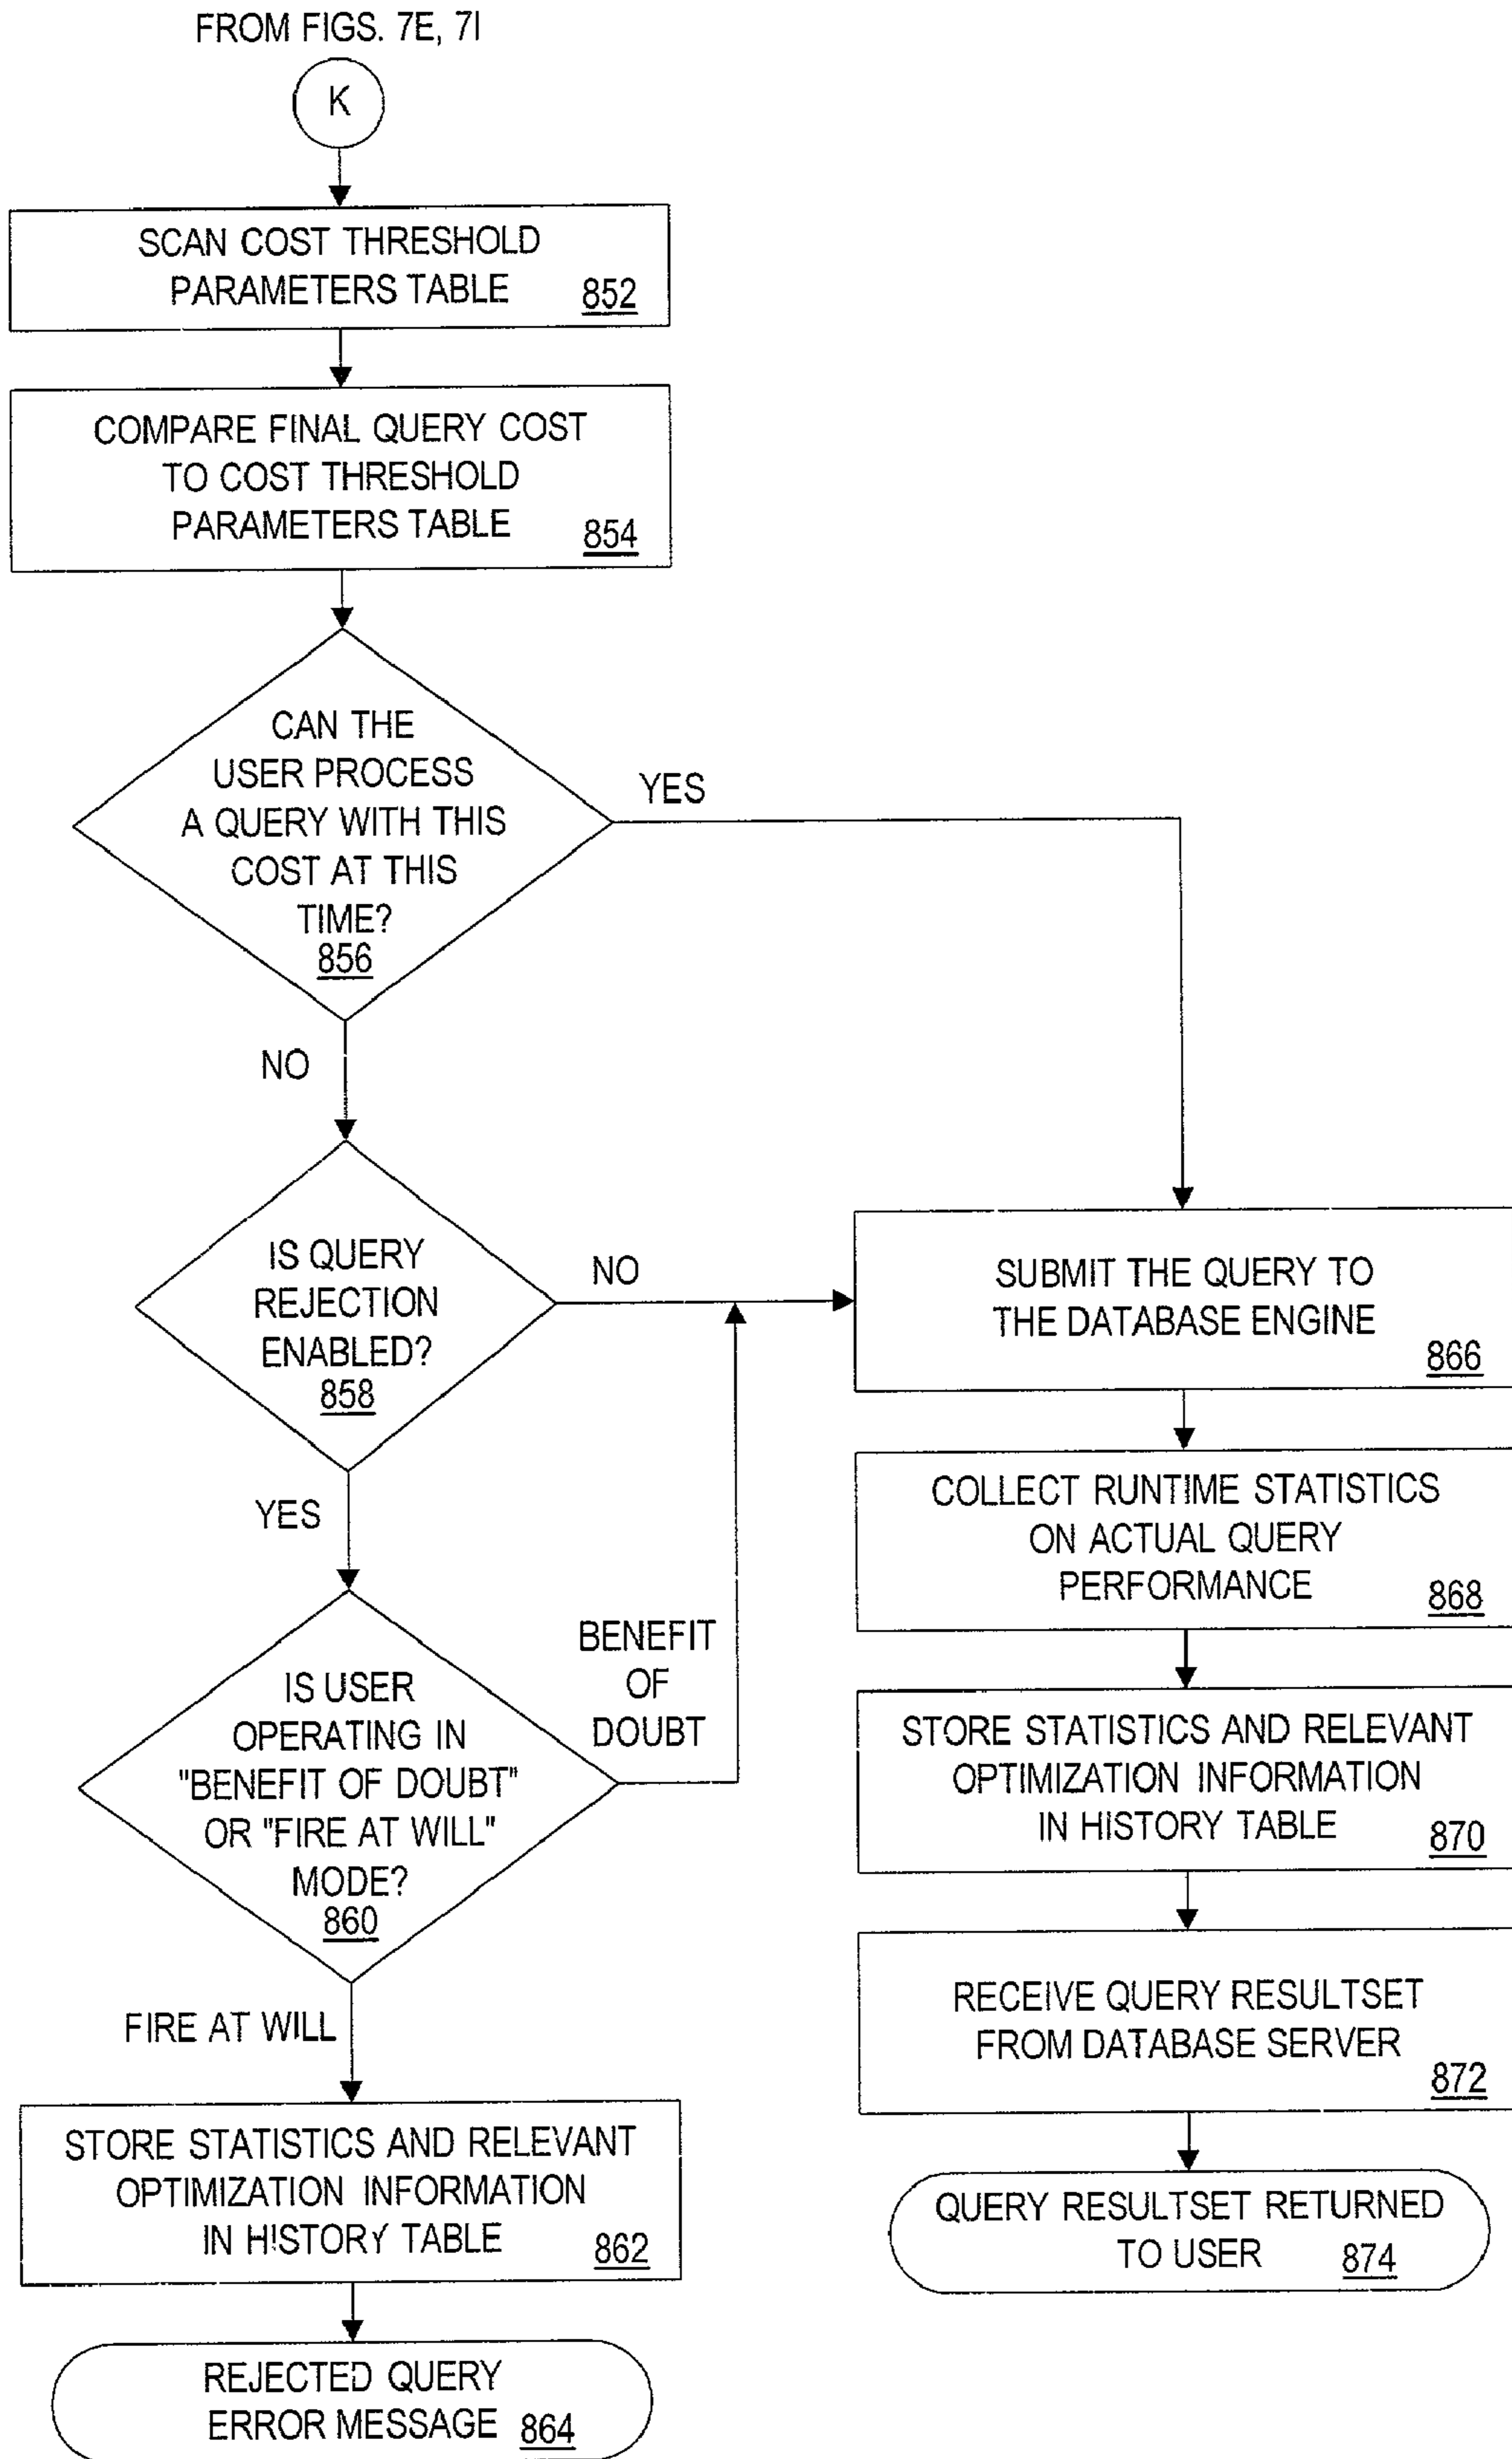 FROM FIGS. 7E, 7I
K
SCAN COST THRESHOLD
PARAMETERS TABLE 852
COMPARE FINAL QUERY COST
TO COST THRESHOLD
PARAMETERS TABLE 854
CAN THE
USER PROCESS
A QUERY WITH THIS
COST AT THIS
TIME?
856
YES
NO
IS QUERY
REJECTION
ENABLED?
858
NO
YES
IS USER
OPERATING IN
"BENEFIT OF DOUBT"
OR "FIRE AT WILL"
MODE?
860
BENEFIT
OF
DOUBT
FIRE AT WILL
STORE STATISTICS AND RELEVANT
OPTIMIZATION INFORMATION
IN HISTORY TABLE 862
REJECTED QUERY
ERROR MESSAGE 864
SUBMIT THE QUERY TO
THE DATABASE ENGINE
866
COLLECT RUNTIME STATISTICS
ON ACTUAL QUERY
PERFORMANCE 868
STORE STATISTICS AND RELEVANT
OPTIMIZATION INFORMATION
IN HISTORY TABLE 870
RECEIVE QUERY RESULTSET
FROM DATABASE SERVER
872
QUERY RESULTSET RETURNED
TO USER 874